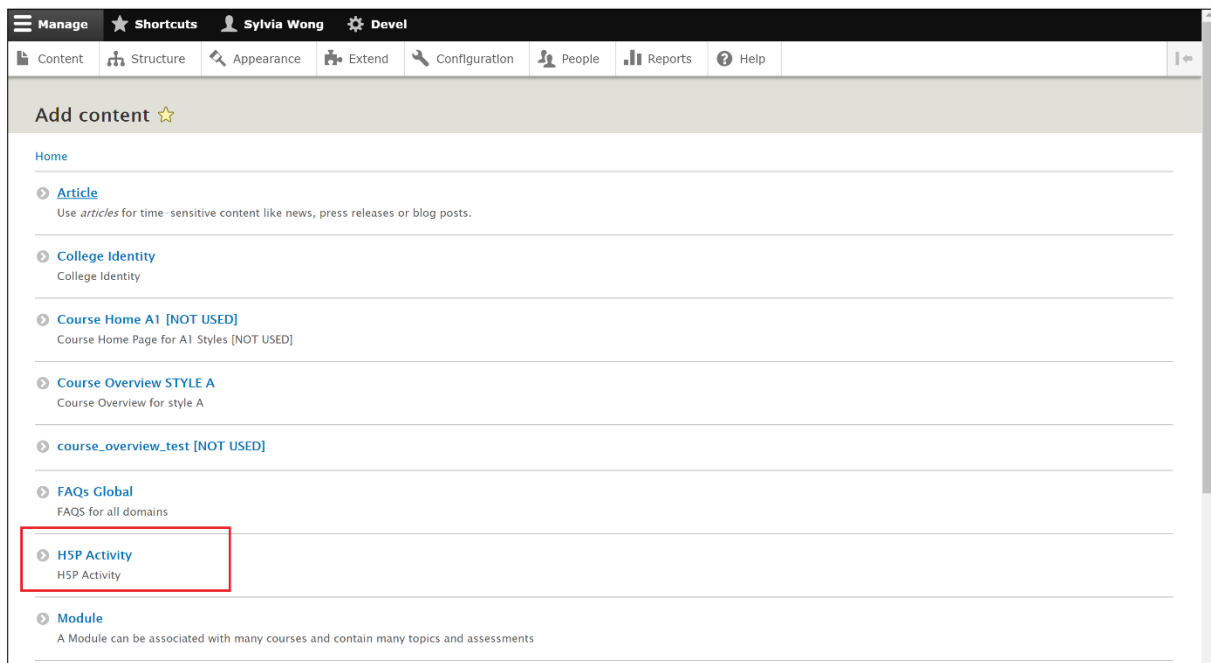 Manage Shortcuts Sylvia Wong Devel
Content Structure Appearance Extend Configuration People Reports Help
Add content
Home
Article
Use articles for time-sensitive content like news, press releases or blog posts.
College Identity
College Identity
Course Home A1 [NOT USED]
Course Home Page for A1 Styles [NOT USED]
Course Overview STYLE A
Course Overview for style A
course_overview_test [NOT USED]
FAQs Global
FAQS for all domains
H5P Activity
H5P Activity
Module
A Module can be associated with many courses and contain many topics and assessments